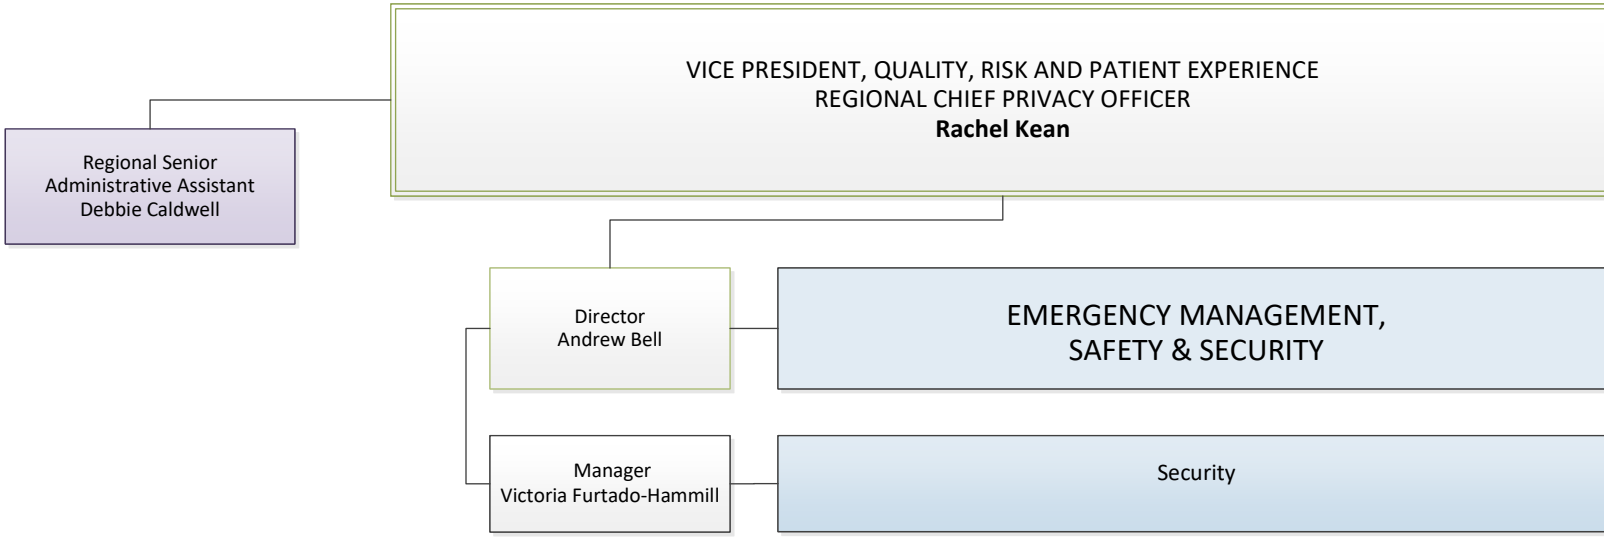 VICE PRESIDENT, QUALITY, RISK AND PATIENT EXPERIENCE
REGIONAL CHIEF PRIVACY OFFICER
Rachel Kean
Regional Senior
Administrative Assistant
Debbie Caldwell
Director
Andrew Bell
EMERGENCY MANAGEMENT,
SAFETY & SECURITY
Manager
Victoria Furtado-Hammill
Security